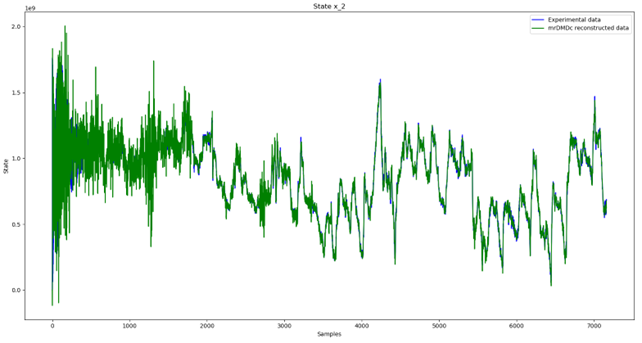 State x_2
1e9
Experimental data
mrDMDc reconstructed data
2.0
1.5
1.0
0.5
0.0
State
0 1000 2000 3000 4000 5000 6000 7000
Samples